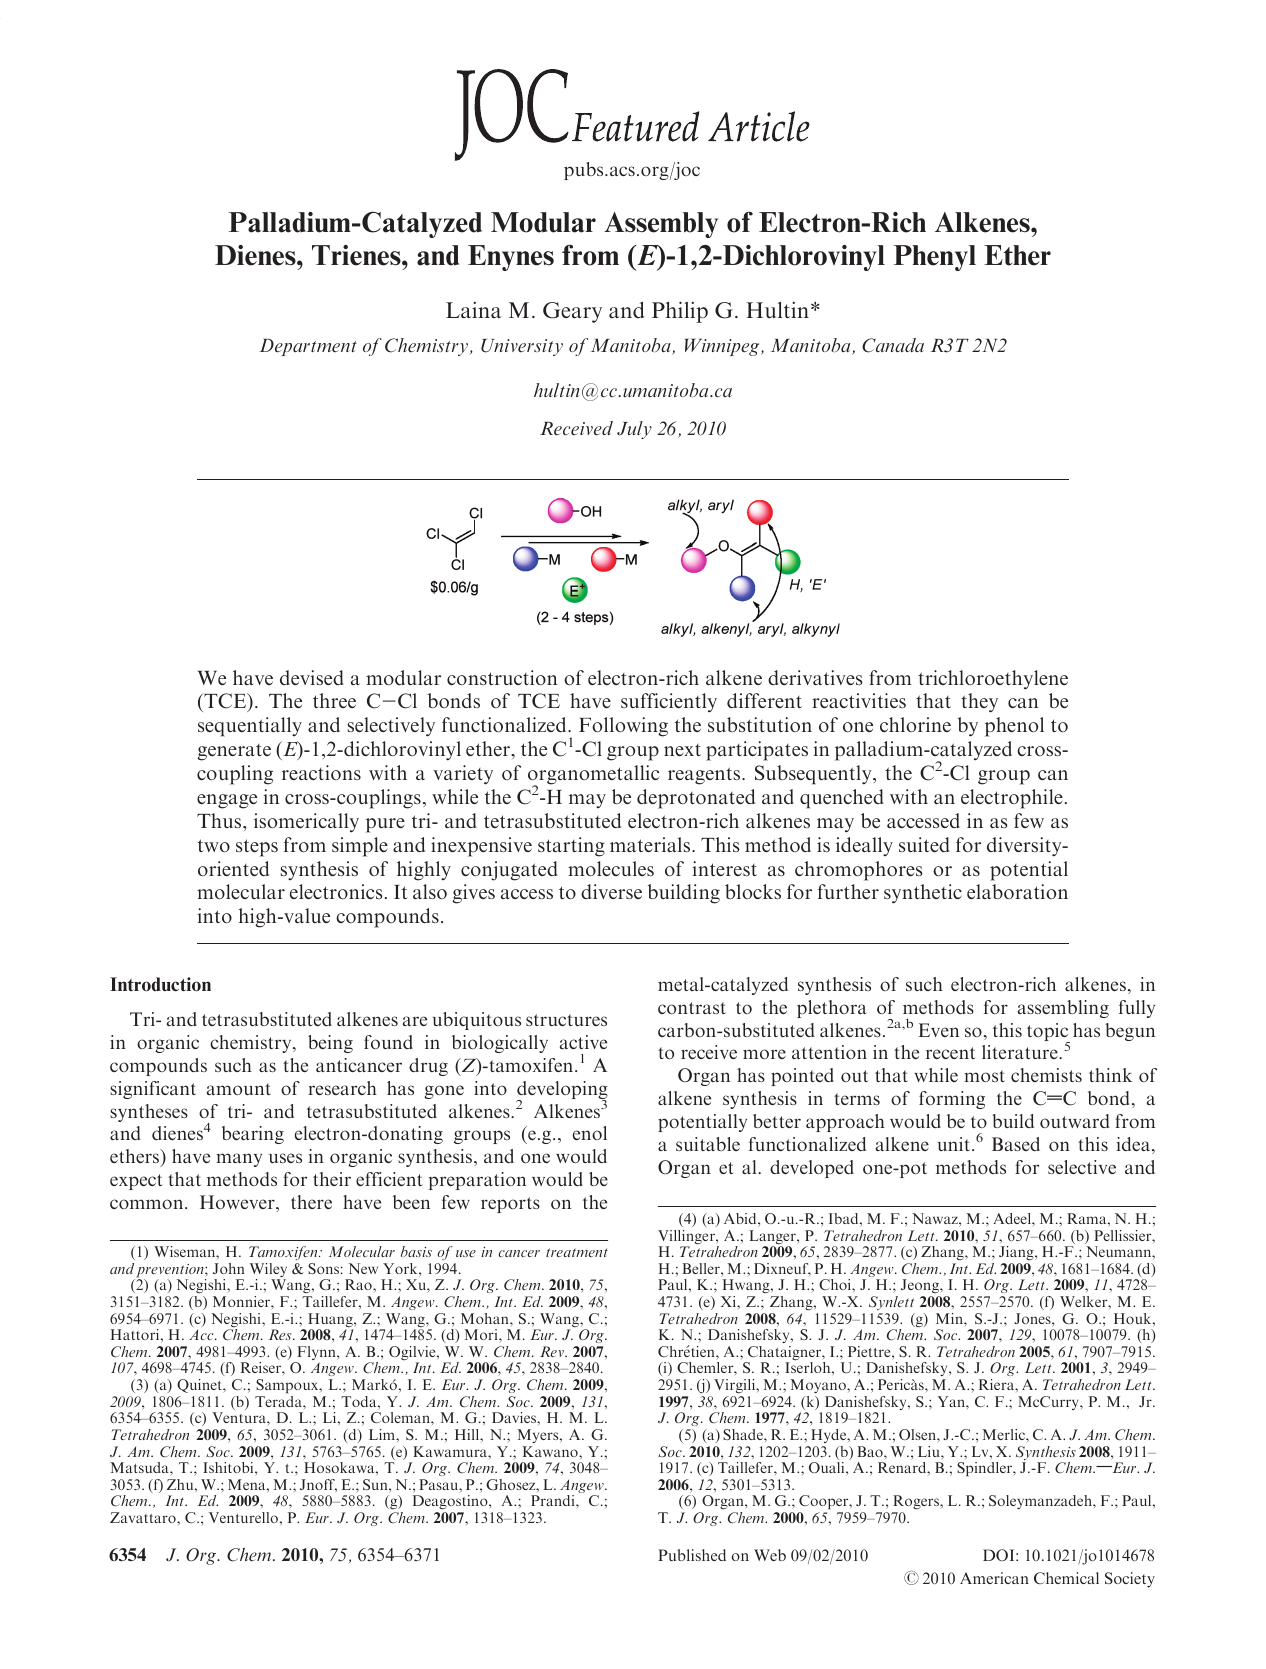 JOC Featured Article
pubs.acs.org/joc
Palladium-Catalyzed Modular Assembly of Electron-Rich Alkenes,
Dienes, Trienes, and Enynes from (E)-1,2-Dichlorovinyl Phenyl Ether
Laina M. Geary and Philip G. Hultin*
Department of Chemistry, University of Manitoba, Winnipeg, Manitoba, Canada R3T 2N2
hultin@cc.umanitoba.ca
Received July 26, 2010
Cl
Cl
Cl
$0.06/g
OH
M
M
E+
(2 - 4 steps)
alkyl, aryl
O
H, 'E'
alkyl, alkenyl, aryl, alkynyl
We have devised a modular construction of electron-rich alkene derivatives from trichloroethylene
(TCE). The three C−Cl bonds of TCE have sufficiently different reactivities that they can be
sequentially and selectively functionalized. Following the substitution of one chlorine by phenol to
generate (E)-1,2-dichlorovinyl ether, the C1-Cl group next participates in palladium-catalyzed cross-
coupling reactions with a variety of organometallic reagents. Subsequently, the C2-Cl group can
engage in cross-couplings, while the C2-H may be deprotonated and quenched with an electrophile.
Thus, isomerically pure tri- and tetrasubstituted electron-rich alkenes may be accessed in as few as
two steps from simple and inexpensive starting materials. This method is ideally suited for diversity-
oriented synthesis of highly conjugated molecules of interest as chromophores or as potential
molecular electronics. It also gives access to diverse building blocks for further synthetic elaboration
into high-value compounds.
Introduction
Tri- and tetrasubstituted alkenes are ubiquitous structures
in organic chemistry, being found in biologically active
compounds such as the anticancer drug (Z)-tamoxifen.1 A
significant amount of research has gone into developing
syntheses of tri- and tetrasubstituted alkenes.2 Alkenes3
and dienes4 bearing electron-donating groups (e.g., enol
ethers) have many uses in organic synthesis, and one would
expect that methods for their efficient preparation would be
common. However, there have been few reports on the
(1) Wiseman, H. Tamoxifen: Molecular basis of use in cancer treatment
and prevention; John Wiley & Sons: New York, 1994.
(2) (a) Negishi, E.-i.; Wang, G.; Rao, H.; Xu, Z. J. Org. Chem. 2010, 75,
3151–3182. (b) Monnier, F.; Taillefer, M. Angew. Chem., Int. Ed. 2009, 48,
6954–6971. (c) Negishi, E.-i.; Huang, Z.; Wang, G.; Mohan, S.; Wang, C.;
Hattori, H. Acc. Chem. Res. 2008, 41, 1474–1485. (d) Mori, M. Eur. J. Org.
Chem. 2007, 4981–4993. (e) Flynn, A. B.; Ogilvie, W. W. Chem. Rev. 2007,
107, 4698–4745. (f) Reiser, O. Angew. Chem., Int. Ed. 2006, 45, 2838–2840.
(3) (a) Quinet, C.; Sampoux, L.; Markó, I. E. Eur. J. Org. Chem. 2009,
2009, 1806–1811. (b) Terada, M.; Toda, Y. J. Am. Chem. Soc. 2009, 131,
6354–6355. (c) Ventura, D. L.; Li, Z.; Coleman, M. G.; Davies, H. M. L.
Tetrahedron 2009, 65, 3052–3061. (d) Lim, S. M.; Hill, N.; Myers, A. G.
J. Am. Chem. Soc. 2009, 131, 5763–5765. (e) Kawamura, Y.; Kawano, Y.;
Matsuda, T.; Ishitobi, Y. t.; Hosokawa, T. J. Org. Chem. 2009, 74, 3048–
3053. (f) Zhu, W.; Mena, M.; Jnoff, E.; Sun, N.; Pasau, P.; Ghosez, L. Angew.
Chem., Int. Ed. 2009, 48, 5880–5883. (g) Deagostino, A.; Prandi, C.;
Zavattaro, C.; Venturello, P. Eur. J. Org. Chem. 2007, 1318–1323.
metal-catalyzed synthesis of such electron-rich alkenes, in
contrast to the plethora of methods for assembling fully
carbon-substituted alkenes.2a,b Even so, this topic has begun
to receive more attention in the recent literature.5
Organ has pointed out that while most chemists think of
alkene synthesis in terms of forming the C=C bond, a
potentially better approach would be to build outward from
a suitable functionalized alkene unit.6 Based on this idea,
Organ et al. developed one-pot methods for selective and
(4) (a) Abid, O.-u.-R.; Ibad, M. F.; Nawaz, M.; Adeel, M.; Rama, N. H.;
Villinger, A.; Langer, P. Tetrahedron Lett. 2010, 51, 657–660. (b) Pellissier,
H. Tetrahedron 2009, 65, 2839–2877. (c) Zhang, M.; Jiang, H.-F.; Neumann,
H.; Beller, M.; Dixneuf, P. H. Angew. Chem., Int. Ed. 2009, 48, 1681–1684. (d)
Paul, K.; Hwang, J. H.; Choi, J. H.; Jeong, I. H. Org. Lett. 2009, 11, 4728–
4731. (e) Xi, Z.; Zhang, W.-X. Synlett 2008, 2557–2570. (f) Welker, M. E.
Tetrahedron 2008, 64, 11529–11539. (g) Min, S.-J.; Jones, G. O.; Houk,
K. N.; Danishefsky, S. J. J. Am. Chem. Soc. 2007, 129, 10078–10079. (h)
Chrétien, A.; Chataigner, I.; Piettre, S. R. Tetrahedron 2005, 61, 7907–7915.
(i) Chemler, S. R.; Iserloh, U.; Danishefsky, S. J. Org. Lett. 2001, 3, 2949–
2951. (j) Virgili, M.; Moyano, A.; Pericàs, M. A.; Riera, A. Tetrahedron Lett.
1997, 38, 6921–6924. (k) Danishefsky, S.; Yan, C. F.; McCurry, P. M., Jr.
J. Org. Chem. 1977, 42, 1819–1821.
(5) (a) Shade, R. E.; Hyde, A. M.; Olsen, J.-C.; Merlic, C. A. J. Am. Chem.
Soc. 2010, 132, 1202–1203. (b) Bao, W.; Liu, Y.; Lv, X. Synthesis 2008, 1911–
1917. (c) Taillefer, M.; Ouali, A.; Renard, B.; Spindler, J.-F. Chem.—Eur. J.
2006, 12, 5301–5313.
(6) Organ, M. G.; Cooper, J. T.; Rogers, L. R.; Soleymanzadeh, F.; Paul,
T. J. Org. Chem. 2000, 65, 7959–7970.
6354 J. Org. Chem. 2010, 75, 6354–6371
Published on Web 09/02/2010
DOI: 10.1021/jo1014678
© 2010 American Chemical Society